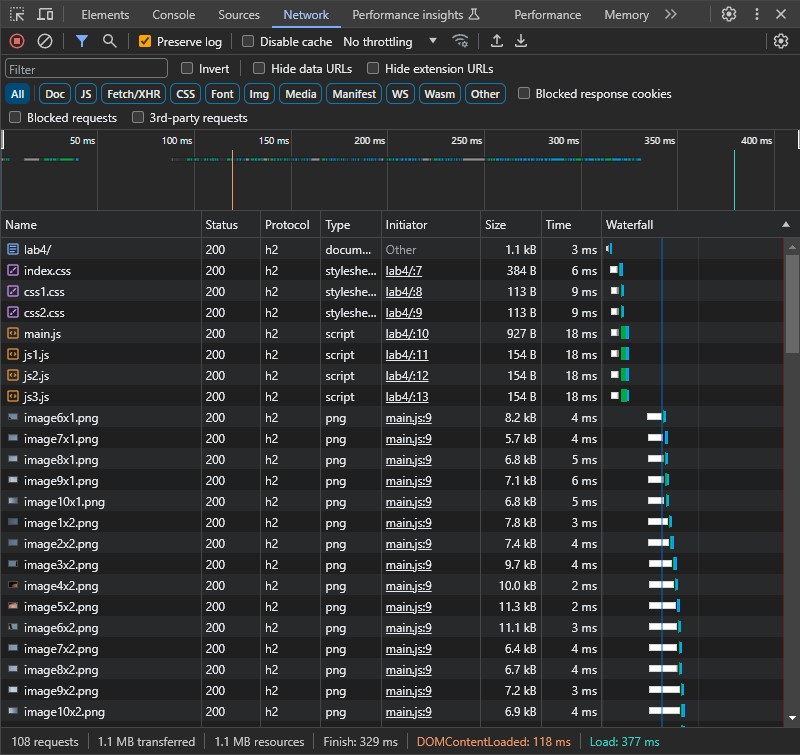 Elements Console Sources Network Performance insights Performance Memory
Preserve log Disable cache No throttling
Filter Invert Hide data URLs Hide extension URLs
All Doc JS Fetch/XHR CSS Font Img Media Manifest WS Wasm Other Blocked response cookies
Blocked requests 3rd-party requests
50 ms 100 ms 150 ms 200 ms 250 ms 300 ms 350 ms 400 ms
Name Status Protocol Type Initiator Size Time Waterfall
lab4/ 200 h2 docum... Other 1.1 kB 3 ms
index.css 200 h2 styleshe... lab4/:7 384 B 6 ms
css1.css 200 h2 styleshe... lab4/:8 113 B 9 ms
css2.css 200 h2 styleshe... lab4/:9 113 B 9 ms
main.js 200 h2 script lab4/:10 927 B 18 ms
js1.js 200 h2 script lab4/:11 154 B 18 ms
js2.js 200 h2 script lab4/:12 154 B 18 ms
js3.js 200 h2 script lab4/:13 154 B 18 ms
image6x1.png 200 h2 png main.js:9 8.2 kB 4 ms
image7x1.png 200 h2 png main.js:9 5.7 kB 4 ms
image8x1.png 200 h2 png main.js:9 6.8 kB 5 ms
image9x1.png 200 h2 png main.js:9 7.1 kB 6 ms
image10x1.png 200 h2 png main.js:9 6.8 kB 5 ms
image1x2.png 200 h2 png main.js:9 7.8 kB 3 ms
image2x2.png 200 h2 png main.js:9 7.4 kB 4 ms
image3x2.png 200 h2 png main.js:9 9.7 kB 4 ms
image4x2.png 200 h2 png main.js:9 10.0 kB 2 ms
image5x2.png 200 h2 png main.js:9 11.3 kB 2 ms
image6x2.png 200 h2 png main.js:9 11.1 kB 3 ms
image7x2.png 200 h2 png main.js:9 6.4 kB 4 ms
image8x2.png 200 h2 png main.js:9 6.7 kB 4 ms
image9x2.png 200 h2 png main.js:9 7.2 kB 3 ms
image10x2.png 200 h2 png main.js:9 6.9 kB 4 ms
108 requests 1.1 MB transferred 1.1 MB resources Finish: 329 ms DOMContentLoaded: 118 ms Load: 377 ms